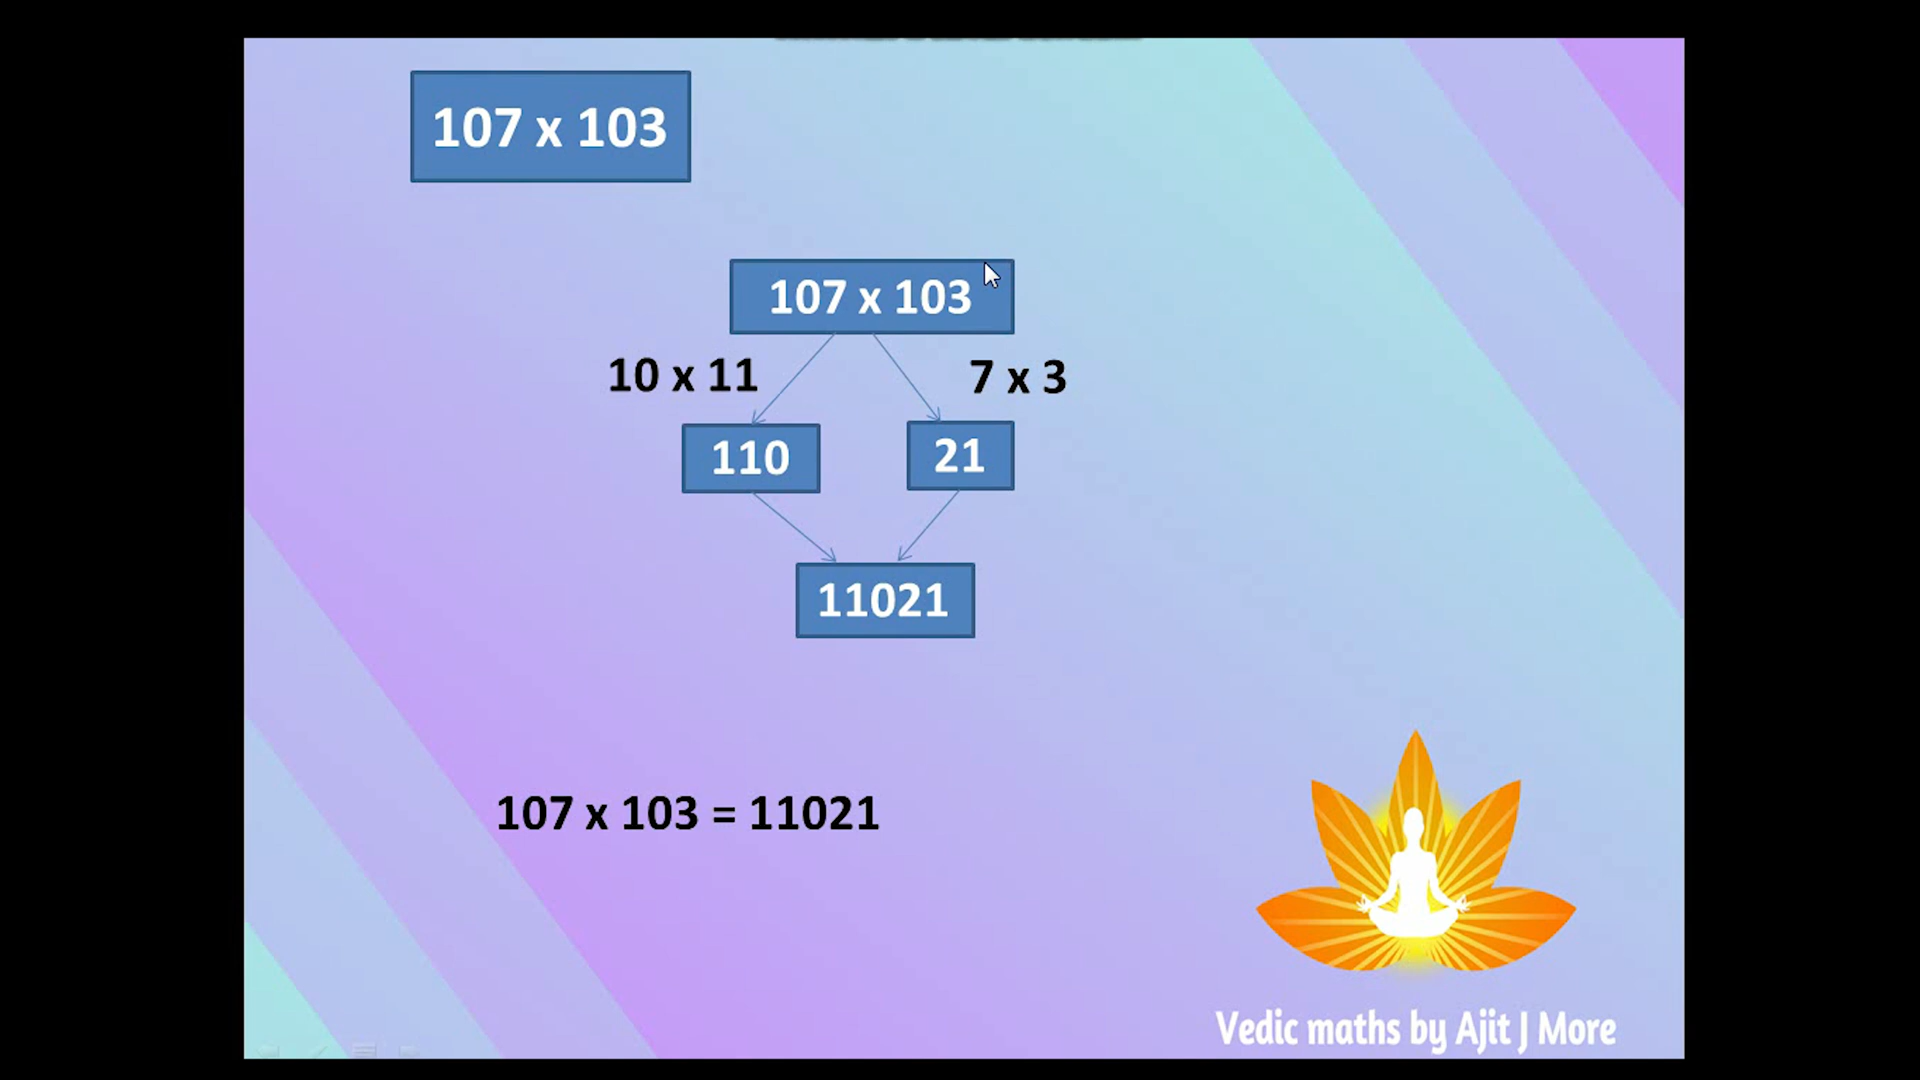 107 x 103
107 x 103
10 x 11
7 x 3
110
21
11021
107 x 103 = 11021
Vedic maths by Ajit J More